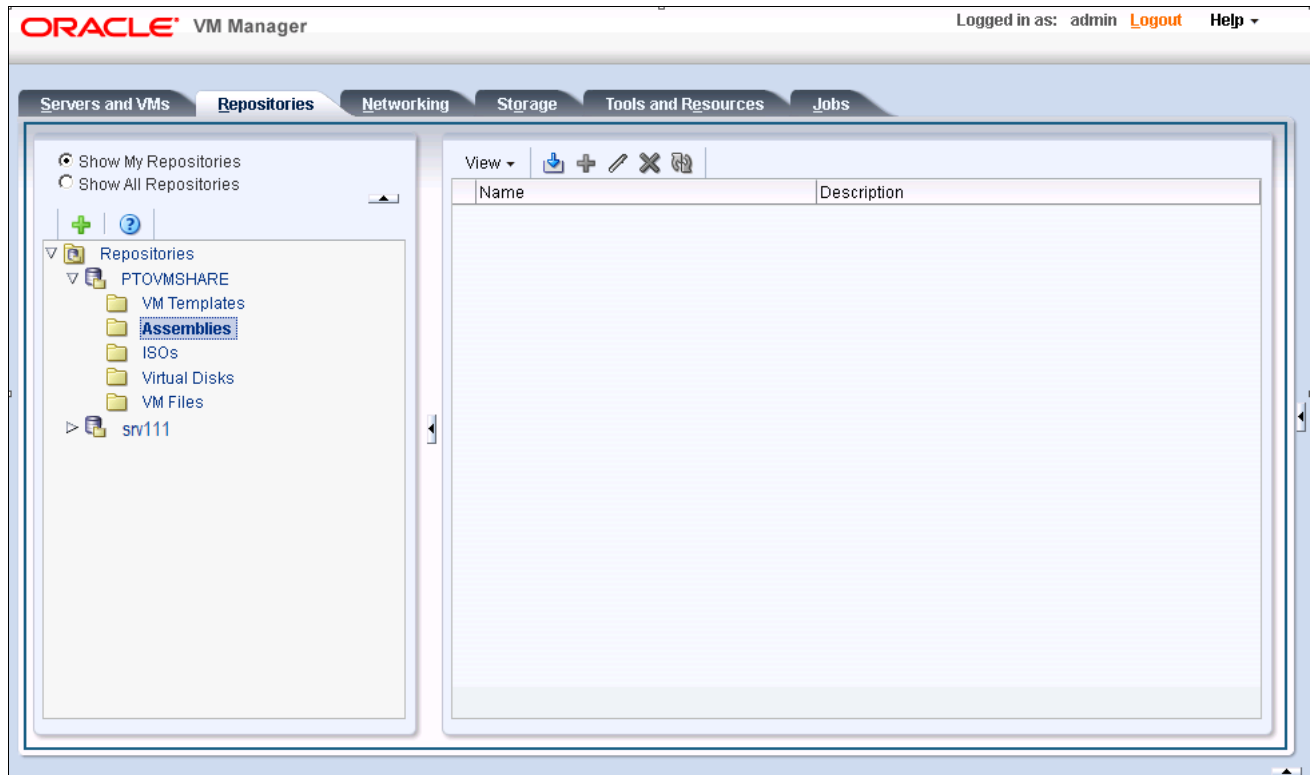 ORACLE VM Manager
Logged in as: admin Logout Help
Servers and VMs Repositories Networking Storage Tools and Resources Jobs
Show My Repositories
Show All Repositories
Repositories
PTOVMSHARE
VM Templates
Assemblies
ISOs
Virtual Disks
VM Files
srv111
View
Name Description